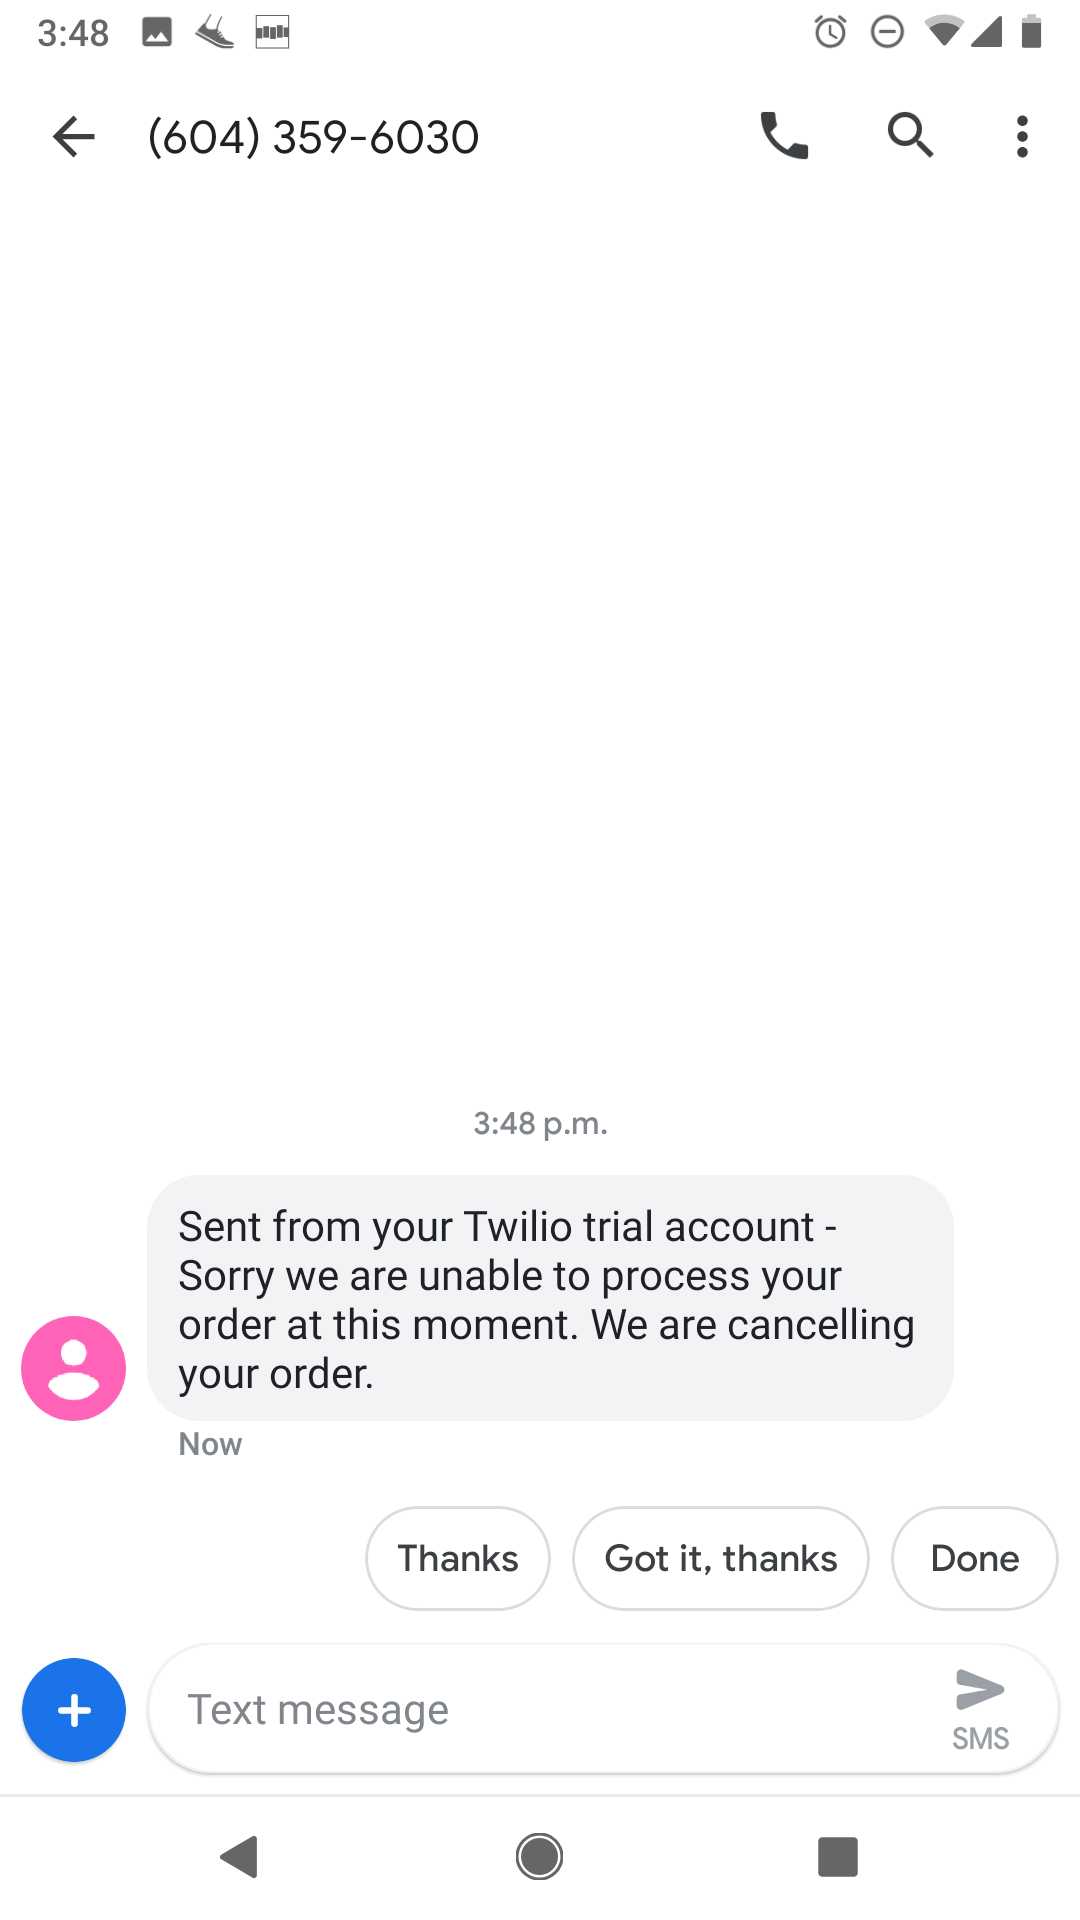 3:48
(604) 359-6030
3:48 p.m.
Sent from your Twilio trial account -
Sorry we are unable to process your
order at this moment. We are cancelling
your order.
Now
Thanks Got it, thanks Done
Text message
SMS